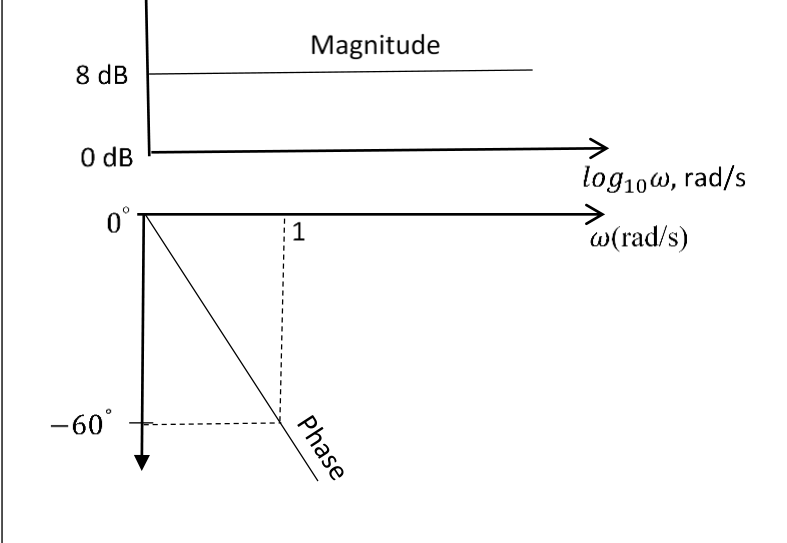 Magnitude
8 dB
0 dB
log₁₀ω, rad/s
0°
1
ω(rad/s)
−60°
Phase